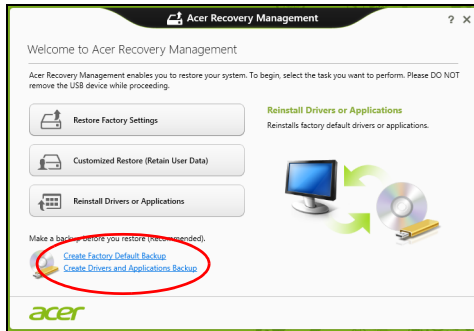 Acer Recovery Management
? ×
Welcome to Acer Recovery Management
Acer Recovery Management enables you to restore your system. To begin, select the task you want to perform. Please DO NOT
remove the USB device while proceeding.
Restore Factory Settings
Customized Restore (Retain User Data)
Reinstall Drivers or Applications
Reinstall Drivers or Applications
Reinstalls factory default drivers or applications.
Make a backup before you restore (Recommended).
Create Factory Default Backup
Create Drivers and Applications Backup
acer